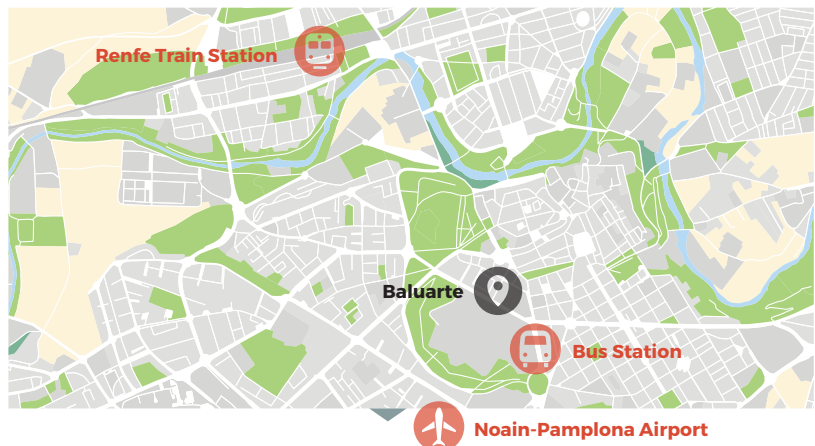 Renfe Train Station
Baluarte
Bus Station
Noain-Pamplona Airport